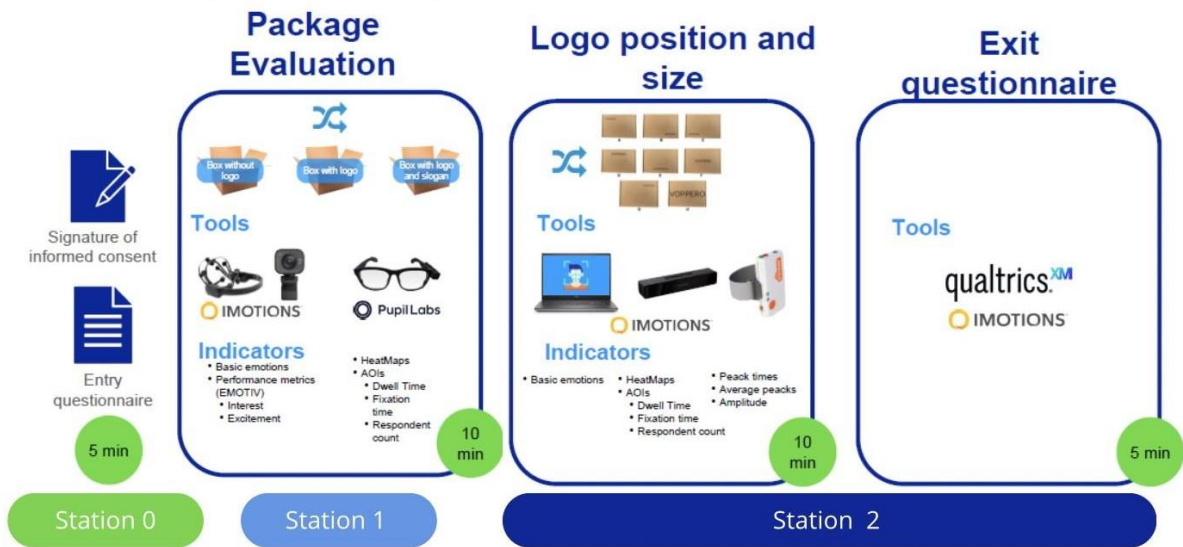 Package
Evaluation
Logo position and
size
Exit
questionnaire
Signature of
informed consent
Entry
questionnaire
5 min
Box without
logo
Box with logo
Box with logo
and slogan
Tools
IMOTIONS
Pupil Labs
Indicators
• Basic emotions
• Performance metrics
(EMOTIV)
• Interest
• Excitement
• HeatMaps
• AOIs
• Dwell Time
• Fixation
time
• Respondent
count
10
min
VOPPERO
Tools
IMOTIONS
Indicators
• Basic emotions
• HeatMaps
• AOIs
• Dwell Time
• Fixation time
• Respondent count
• Peack times
• Average peacks
• Amplitude
10
min
Tools
qualtrics.XM
IMOTIONS
5 min
Station 0
Station 1
Station 2